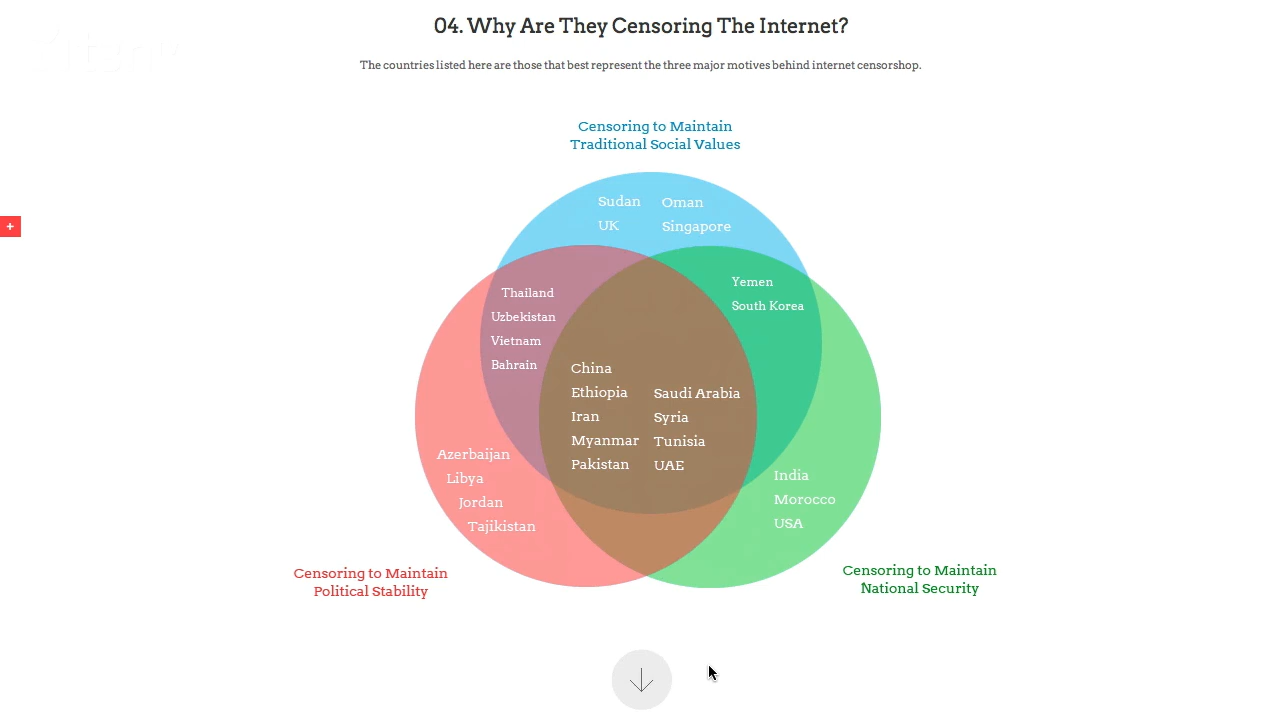 04. Why Are They Censoring The Internet?
The countries listed here are those that best represent the three major motives behind internet censorshop.
Censoring to Maintain
Traditional Social Values
Sudan
UK
Oman
Singapore
+
Thailand
Uzbekistan
Vietnam
Bahrain
Yemen
South Korea
China
Ethiopia
Iran
Myanmar
Pakistan
Saudi Arabia
Syria
Tunisia
UAE
Azerbaijan
Libya
Jordan
Tajikistan
India
Morocco
USA
Censoring to Maintain
Political Stability
Censoring to Maintain
National Security